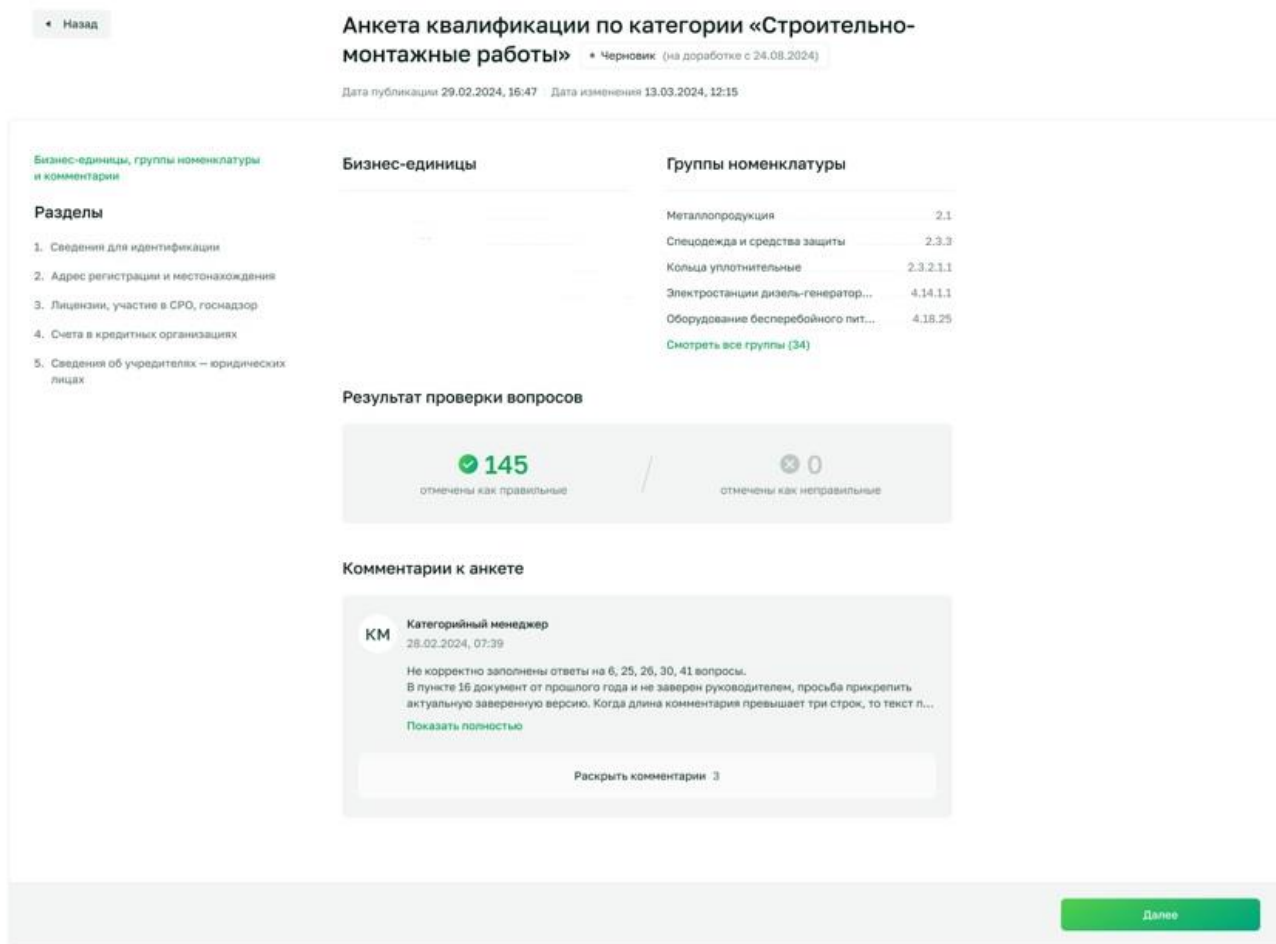 Назад
Анкета квалификации по категории «Строительно-
монтажные работы» • Черновик (на доработке с 24.08.2024)
Дата публикации 29.02.2024, 16:47 Дата изменения 13.03.2024, 12:15
Бизнес-единицы, группы номенклатуры
и комментарии
Разделы
1. Сведения для идентификации
2. Адрес регистрации и местонахождения
3. Лицензии, участие в СРО, госнадзор
4. Счета в кредитных организациях
5. Сведения об учредителях — юридических
лицах
Бизнес-единицы
Группы номенклатуры
Металлопродукция 2.1
Спецодежда и средства защиты 2.3.3
Кольца уплотнительные 2.3.2.1.1
Электростанции дизель-генератор... 4.14.1.1
Оборудование бесперебойного пит... 4.18.25
Смотреть все группы (34)
Результат проверки вопросов
145
отмечены как правильные
/
0
отмечены как неправильные
Комментарии к анкете
КМ
Категорийный менеджер
28.02.2024, 07:39
Не корректно заполнены ответы на 6, 25, 26, 30, 41 вопросы.
В пункте 16 документ от прошлого года и не заверен руководителем, просьба прикрепить
актуальную заверенную версию. Когда длина комментария превышает три строк, то текст п...
Показать полностью
Раскрыть комментарии 3
Далее